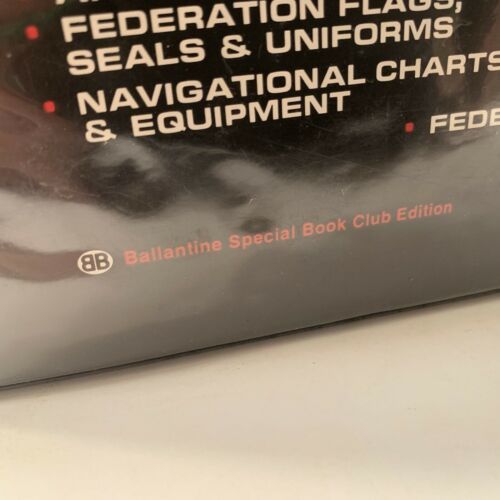 • FEDERATION FLAGS,
SEALS & UNIFORMS
• NAVIGATIONAL CHARTS
& EQUIPMENT
• FEDE
BB Ballantine Special Book Club Edition